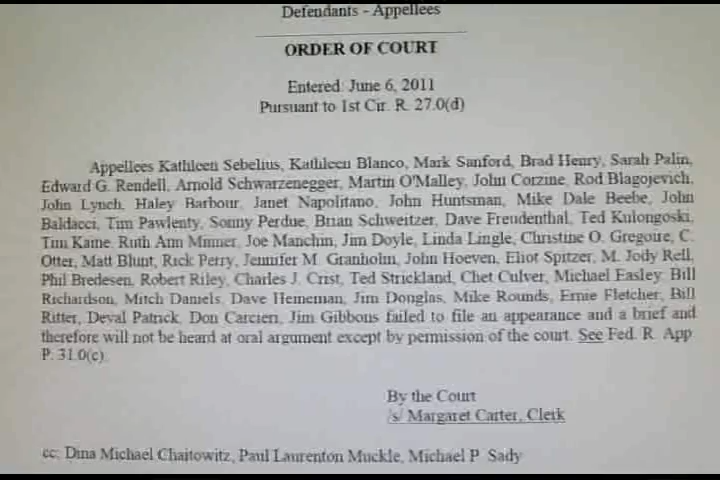 Defendants - Appellees
ORDER OF COURT
Entered: June 6, 2011
Pursuant to 1st Cir. R. 27.0(d)
Appellees Kathleen Sebelius, Kathleen Blanco, Mark Sanford, Brad Henry, Sarah Palin,
Edward G. Rendell, Arnold Schwarzenegger, Martin O'Malley, John Corzine, Rod Blagojevich,
John Lynch, Haley Barbour, Janet Napolitano, John Huntsman, Mike Dale Beebe, John
Baldacci, Tim Pawlenty, Sonny Perdue, Brian Schweitzer, Dave Freudenthal, Ted Kulongoski,
Tim Kaine, Ruth Ann Minner, Joe Manchin, Jim Doyle, Linda Lingle, Christine O. Gregoire, C.
Otter, Matt Blunt, Rick Perry, Jennifer M. Granholm, John Hoeven, Eliot Spitzer, M. Jody Rell,
Phil Bredesen, Robert Riley, Charles J. Crist, Ted Strickland, Chet Culver, Michael Easley, Bill
Richardson, Mitch Daniels, Dave Heineman, Jim Douglas, Mike Rounds, Ernie Fletcher, Bill
Ritter, Deval Patrick, Don Carcieri, Jim Gibbons failed to file an appearance and a brief and
therefore will not be heard at oral argument except by permission of the court. See Fed. R. App.
P. 31.0(c).
By the Court
/s/ Margaret Carter, Clerk
cc: Dina Michael Chaitowitz, Paul Laurenton Muckle, Michael P. Sady